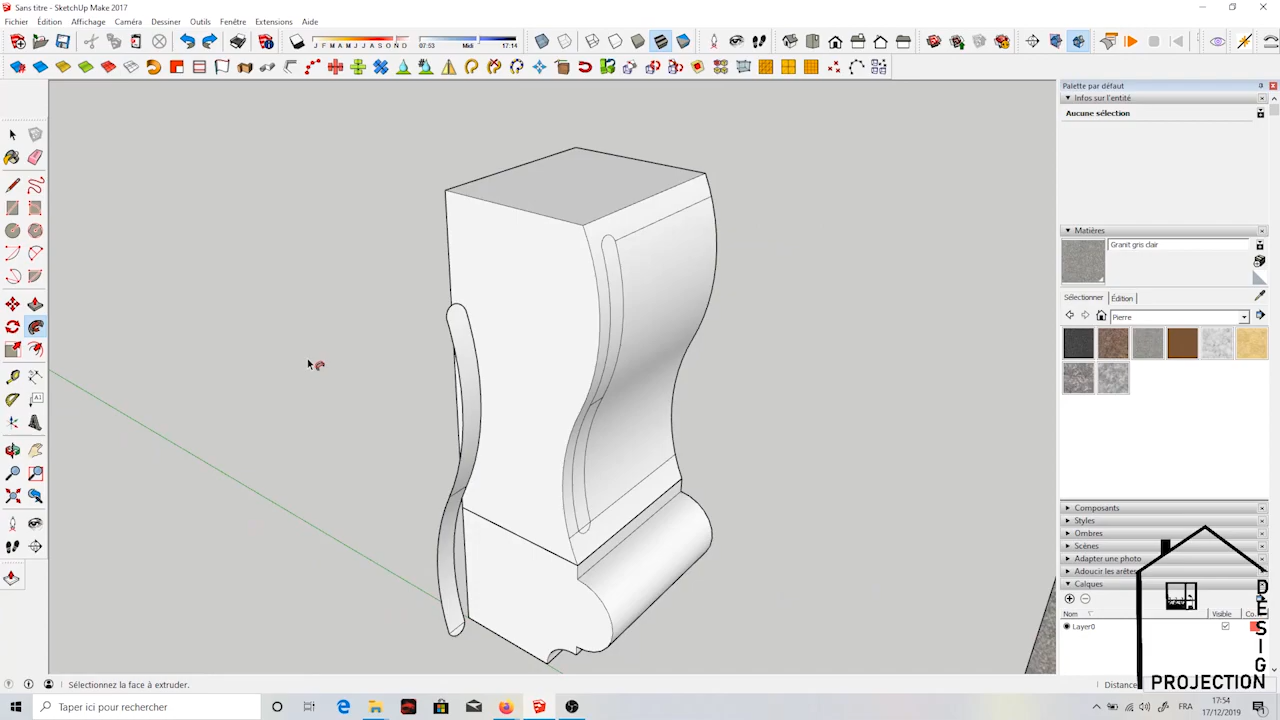 Sans titre - SketchUp Make 2017
Fichier Édition Affichage Caméra Dessiner Outils Fenêtre Extensions Aide
J F M A M J J A S O N D 07:53 Midi 17:14
Palette par défaut
Infos sur l'entité
Aucune sélection
Matières
Granit gris clair
Sélectionner Édition
Pierre
Composants
Styles
Ombres
Scènes
Adapter une photo
Adoucir les arêtes
Calques
Nom Visible Co...
Layer0
DESIGN
PROJECTION
Sélectionnez la face à extruder.
Distance
Taper ici pour rechercher
FRA
17:54
17/12/2019